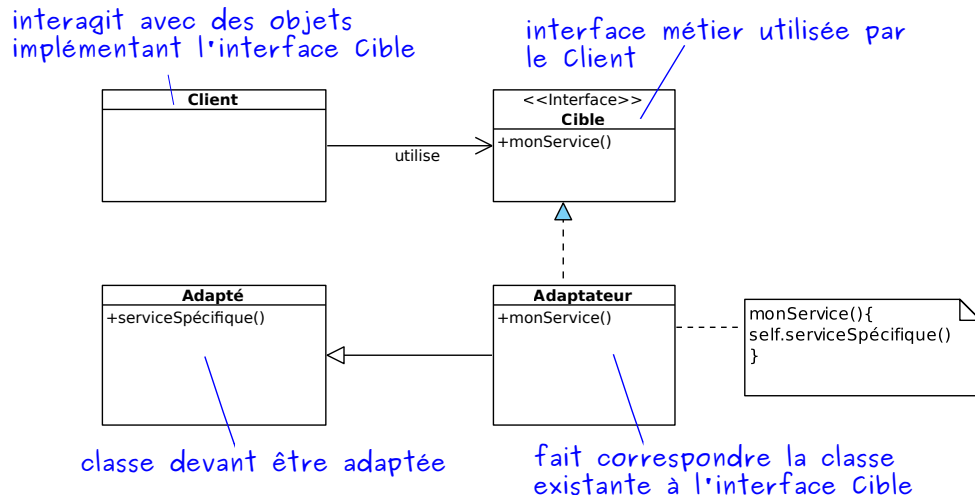 interagit avec des objets
implémentant l'interface Cible
interface métier utilisée par
le Client
Client
<<Interface>>
Cible
+monService()
utilise
Adapté
+serviceSpécifique()
Adaptateur
+monService()
monService(){
self.serviceSpécifique()
}
classe devant être adaptée
fait correspondre la classe
existante à l'interface Cible